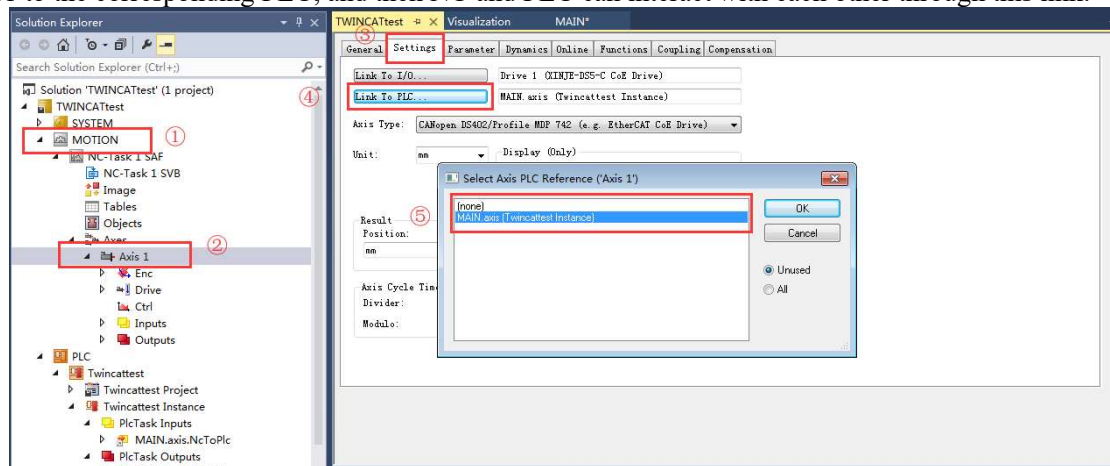 Solution Explorer
Search Solution Explorer (Ctrl+;)
Solution 'TWINCATtest' (1 project)
④
TWINCATtest
SYSTEM
MOTION
①
NC-Task 1 SAF
NC-Task 1 SVB
Image
Tables
Objects
Axes
②
Axis 1
Enc
Drive
Ctrl
Inputs
Outputs
PLC
Twincattest
Twincattest Project
Twincattest Instance
PlcTask Inputs
MAIN.axis.NcToPlc
PlcTask Outputs
TWINCATtest Visualization MAIN*
③
General Settings Parameter Dynamics Online Functions Coupling Compensation
Link To I/O... Drive 1 (XINJE-DS5-C CoE Drive)
Link To PLC... MAIN.axis (Twincattest Instance)
Axis Type: CANopen DS402/Profile MDP 742 (e.g. EtherCAT CoE Drive)
Unit: mm Display (Only)
Result
Position:
mm
Axis Cycle Tim
Divider:
Modulo:
Select Axis PLC Reference ('Axis 1')
⑤
(none)
MAIN.axis (Twincattest Instance)
OK
Cancel
Unused
All